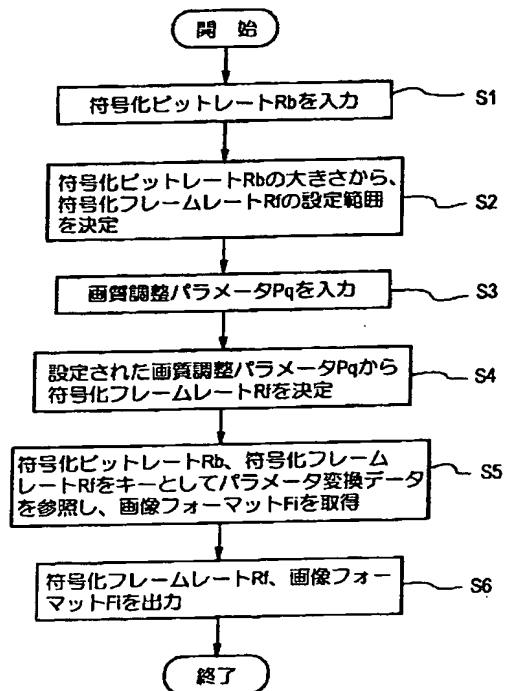 開 始
符号化ビットレートRbを入力
S1
符号化ビットレートRbの大きさから、
符号化フレームレートRfの設定範囲
を決定
S2
画質調整パラメータPqを入力
S3
設定された画質調整パラメータPqから
符号化フレームレートRfを決定
S4
符号化ビットレートRb、符号化フレーム
レートRfをキーとしてパラメータ変換データ
を参照し、画像フォーマットFiを取得
S5
符号化フレームレートRf、画像フォー
マットFiを出力
S6
終了